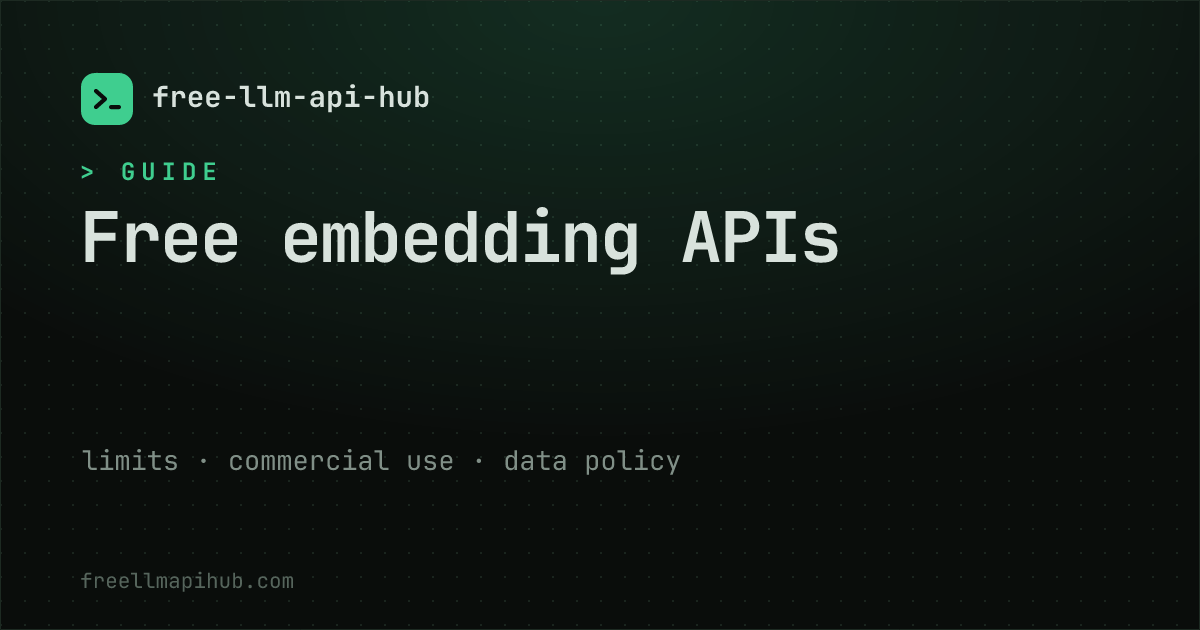 free-llm-api-hub
> GUIDE
Free embedding APIs
limits · commercial use · data policy
freellmapihub.com